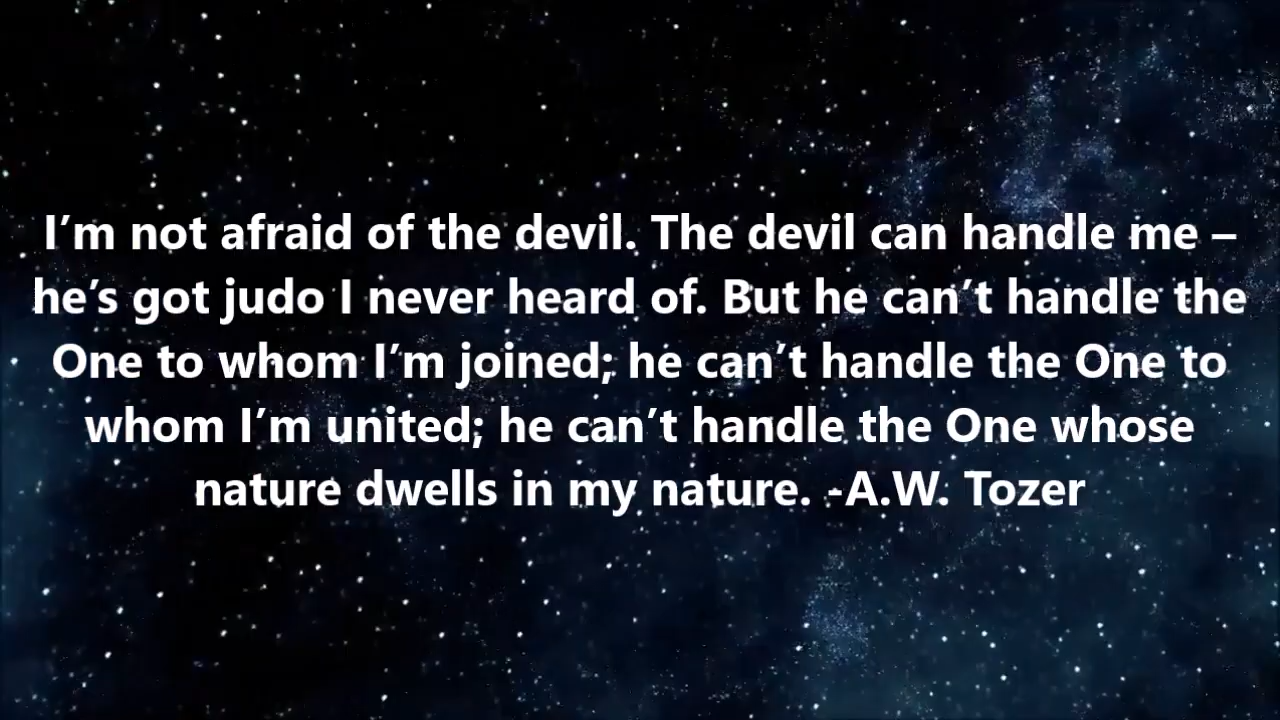 I’m not afraid of the devil. The devil can handle me –
he’s got judo I never heard of. But he can’t handle the
One to whom I’m joined; he can’t handle the One to
whom I’m united; he can’t handle the One whose
nature dwells in my nature. -A.W. Tozer